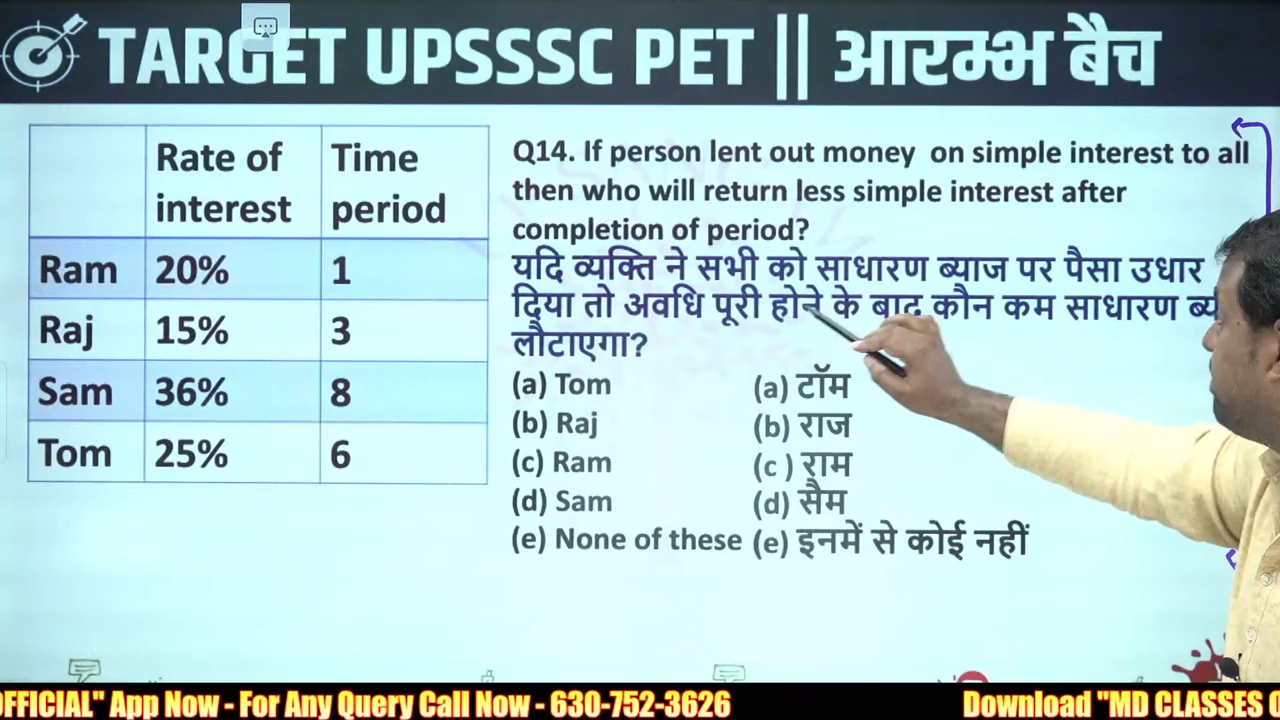 TARGET UPSSSC PET || आरम्भ बैच
Rate of interest
Time period
Ram 20% 1
Raj 15% 3
Sam 36% 8
Tom 25% 6
Q14. If person lent out money on simple interest to all
then who will return less simple interest after
completion of period?
यदि व्यक्ति ने सभी को साधारण ब्याज पर पैसा उधार
दिया तो अवधि पूरी होने के बाद कौन कम साधारण
लौटाएगा?
(a) Tom (a) टॉम
(b) Raj (b) राज
(c) Ram (c ) राम
(d) Sam (d) सैम
(e) None of these (e) इनमें से कोई नहीं
OFFICIAL" App Now - For Any Query Call Now - 630-752-3626 Download "MD CLASSES